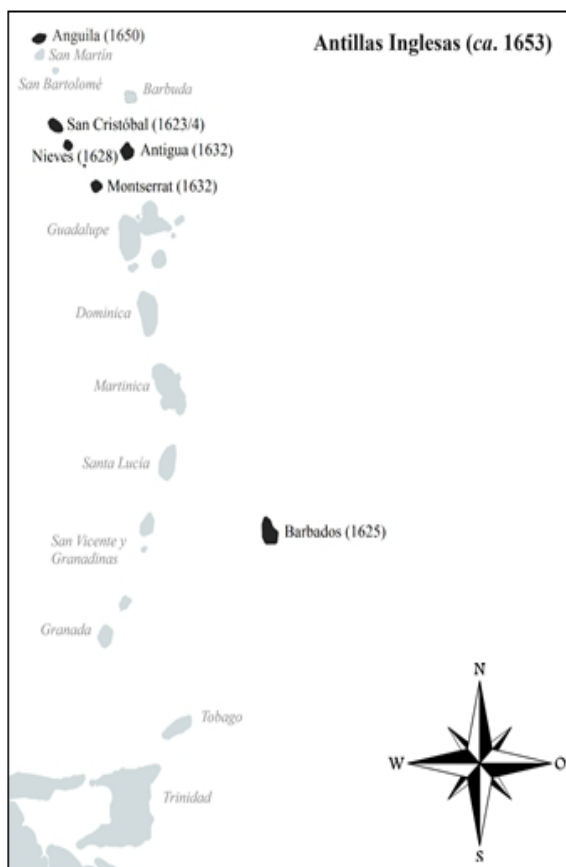 Antillas Inglesas (ca. 1653)
Anguila (1650)
San Martín
San Bartolomé
Barbuda
San Cristóbal (1623/4)
Nieves (1628)
Antigua (1632)
Montserrat (1632)
Guadalupe
Dominica
Martinica
Santa Lucía
San Vicente y
Granadinas
Barbados (1625)
Granada
Tobago
Trinidad
N
W
O
S